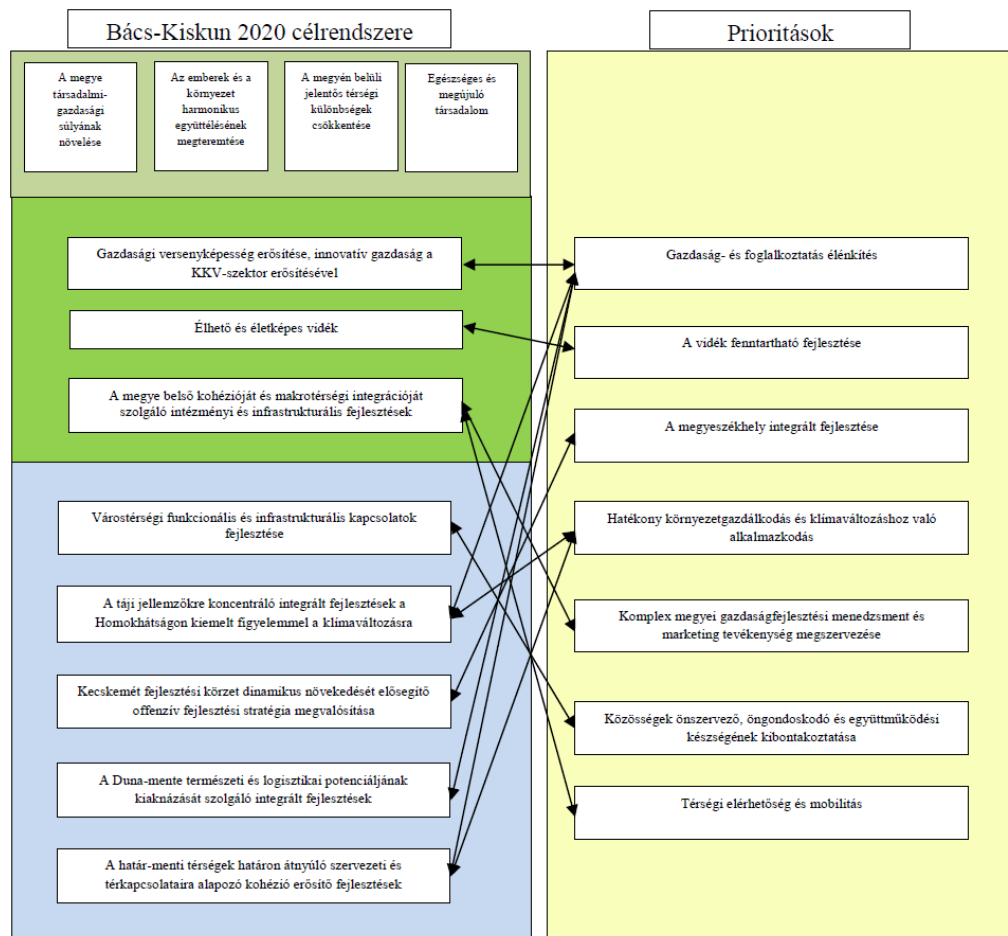 Bács-Kiskun 2020 célrendszere
A megye
társadalmi-
gazdasági
súlyának
növelése
Az emberek és a
környezet
harmonikus
együttélésének
megteremtése
A megyén belüli
jelentős térségi
különbségek
csökkentése
Egészséges és
megújuló
társadalom
Gazdasági versenyképesség erősítése, innovatív gazdaság a
KKV-szektor erősítésével
Élhető és életképes vidék
A megye belső kohézióját és makrotérségi integrációját
szolgáló intézményi és infrastrukturális fejlesztések
Várostérségi funkcionális és infrastrukturális kapcsolatok
fejlesztése
A táji jellemzőkre koncentráló integrált fejlesztések a
Homokhátságon kiemelt figyelemmel a klímaváltozásra
Kecskemét fejlesztési körzet dinamikus növekedését elősegítő
offenzív fejlesztési stratégia megvalósítása
A Duna-mente természeti és logisztikai potenciáljának
kiaknázását szolgáló integrált fejlesztések
A határ-menti térségek határon átnyúló szervezeti és
térkapcsolataira alapozó kohézió erősítő fejlesztések
Prioritások
Gazdaság- és foglalkoztatás élénkítés
A vidék fenntartható fejlesztése
A megyeszékhely integrált fejlesztése
Hatékony környezetgazdálkodás és klímaváltozáshoz való
alkalmazkodás
Komplex megyei gazdaságfejlesztési menedzsment és
marketing tevékenység megszervezése
Közösségek önszervező, öngondoskodó és együttműködési
készségének kibontakoztatása
Térségi elérhetőség és mobilitás